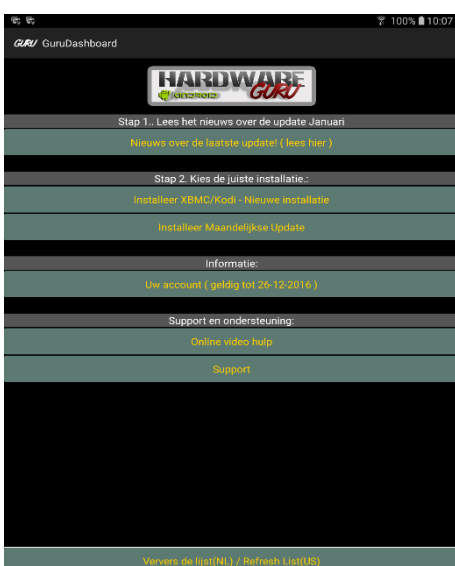 100% 10:07
GURU GuruDashboard
HARDWARE
ANDROID GURU
Stap 1.. Lees het nieuws over de update Januari
Nieuws over de laatste update! ( lees hier )
Stap 2. Kies de juiste installatie.:
Installeer XBMC/Kodi - Nieuwe installatie
Installeer Maandelijkse Update
Informatie:
Uw account ( geldig tot 26-12-2016 )
Support en ondersteuning:
Online video hulp
Support
Ververs de lijst(NL) / Refresh List(US)